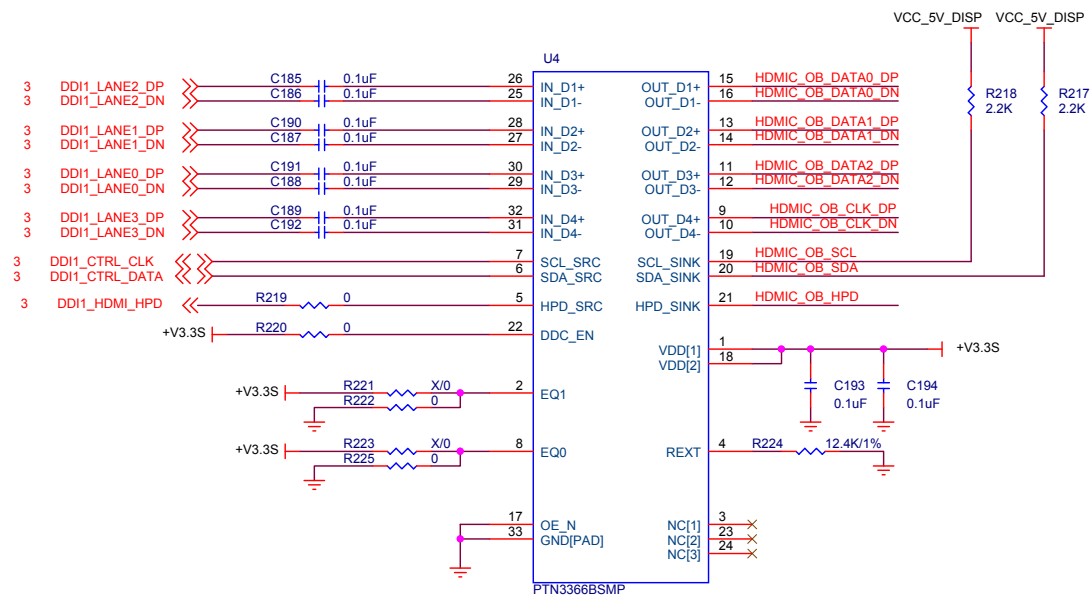 VCC_5V_DISP VCC_5V_DISP
U4
R218 2.2K
R217 2.2K
3 DDI1_LANE2_DP C185 0.1uF 26 IN_D1+ OUT_D1+ 15 HDMIC_OB_DATA0_DP
3 DDI1_LANE2_DN C186 0.1uF 25 IN_D1- OUT_D1- 16 HDMIC_OB_DATA0_DN
3 DDI1_LANE1_DP C190 0.1uF 28 IN_D2+ OUT_D2+ 13 HDMIC_OB_DATA1_DP
3 DDI1_LANE1_DN C187 0.1uF 27 IN_D2- OUT_D2- 14 HDMIC_OB_DATA1_DN
3 DDI1_LANE0_DP C191 0.1uF 30 IN_D3+ OUT_D3+ 11 HDMIC_OB_DATA2_DP
3 DDI1_LANE0_DN C188 0.1uF 29 IN_D3- OUT_D3- 12 HDMIC_OB_DATA2_DN
3 DDI1_LANE3_DP C189 0.1uF 32 IN_D4+ OUT_D4+ 9 HDMIC_OB_CLK_DP
3 DDI1_LANE3_DN C192 0.1uF 31 IN_D4- OUT_D4- 10 HDMIC_OB_CLK_DN
3 DDI1_CTRL_CLK 7 SCL_SRC SCL_SINK 19 HDMIC_OB_SCL
3 DDI1_CTRL_DATA 6 SDA_SRC SDA_SINK 20 HDMIC_OB_SDA
3 DDI1_HDMI_HPD R219 0 5 HPD_SRC HPD_SINK 21 HDMIC_OB_HPD
+V3.3S R220 0 22 DDC_EN
VDD[1] 1 +V3.3S
VDD[2] 18
C193 0.1uF
C194 0.1uF
+V3.3S R221 X/0 2 EQ1
R222 0
+V3.3S R223 X/0 8 EQ0 REXT 4 R224 12.4K/1%
R225 0
17 OE_N NC[1] 3
33 GND[PAD] NC[2] 23
NC[3] 24
PTN3366BSMP